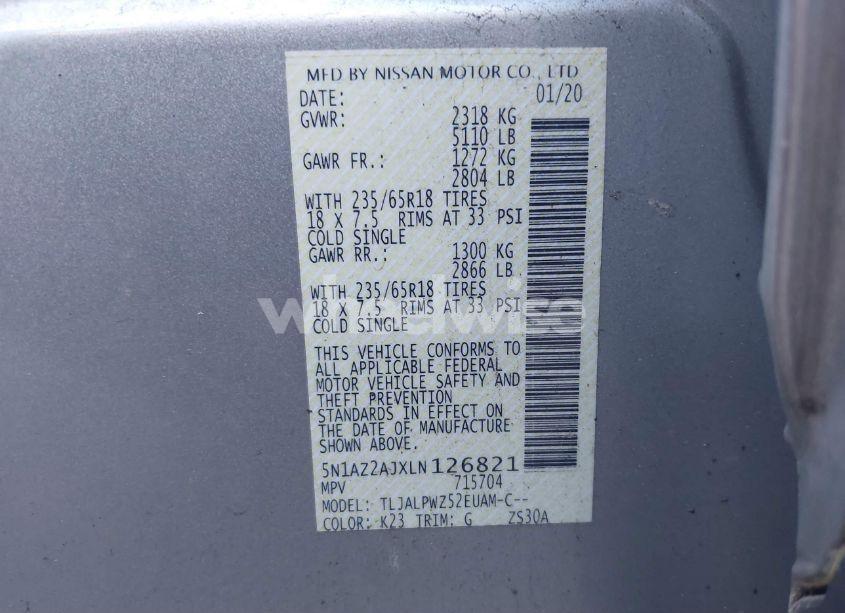 MFD BY NISSAN MOTOR CO., LTD
DATE: 01/20
GVWR: 2318 KG
5110 LB
GAWR FR.: 1272 KG
2804 LB
WITH 235/65R18 TIRES
18 X 7.5 RIMS AT 33 PSI
COLD SINGLE
GAWR RR.: 1300 KG
2866 LB
WITH 235/65R18 TIRES
18 X 7.5 RIMS AT 33 PSI
COLD SINGLE
wheelwise
THIS VEHICLE CONFORMS TO
ALL APPLICABLE FEDERAL
MOTOR VEHICLE SAFETY AND
THEFT PREVENTION
STANDARDS IN EFFECT ON
THE DATE OF MANUFACTURE
SHOWN ABOVE.
5N1AZ2AJXLN126821
MPV 715704
MODEL: TLJALPWZ52EUAM-C--
COLOR: K23 TRIM: G ZS30A